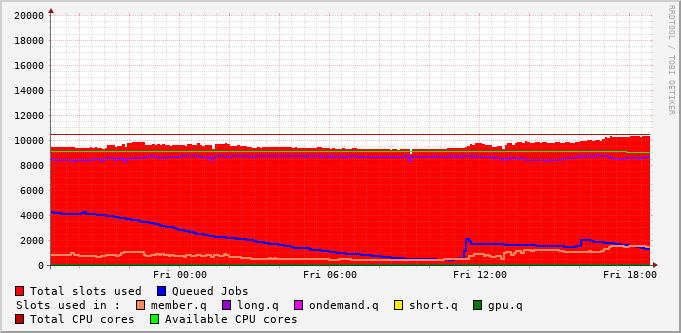 20000
18000
16000
14000
12000
10000
8000
6000
4000
2000
0
Fri 00:00 Fri 06:00 Fri 12:00 Fri 18:00
Total slots used Queued Jobs
Slots used in : member.q long.q ondemand.q short.q gpu.q
Total CPU cores Available CPU cores
RRDTOOL / TOBI OETIKER